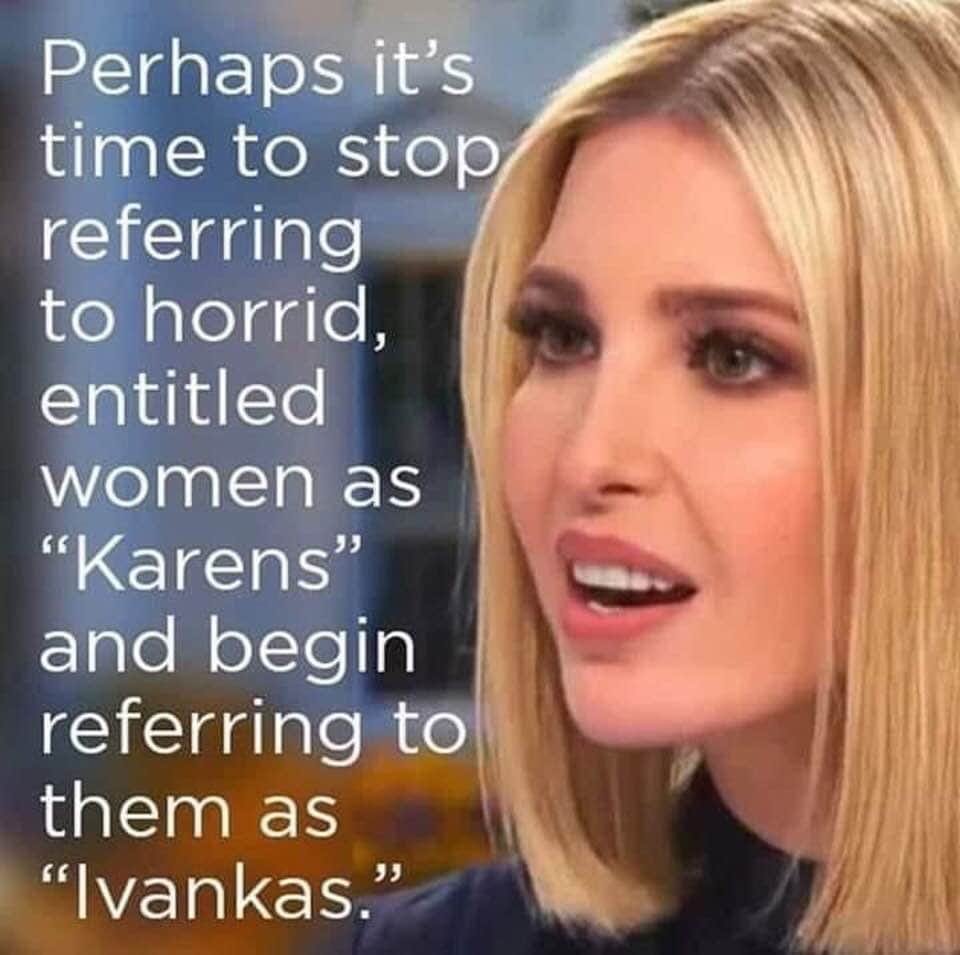 Perhaps it’s
time to stop
referring
to horrid,
entitled
women as
“Karens”
and begin
referring to
them as
“Ivankas.”